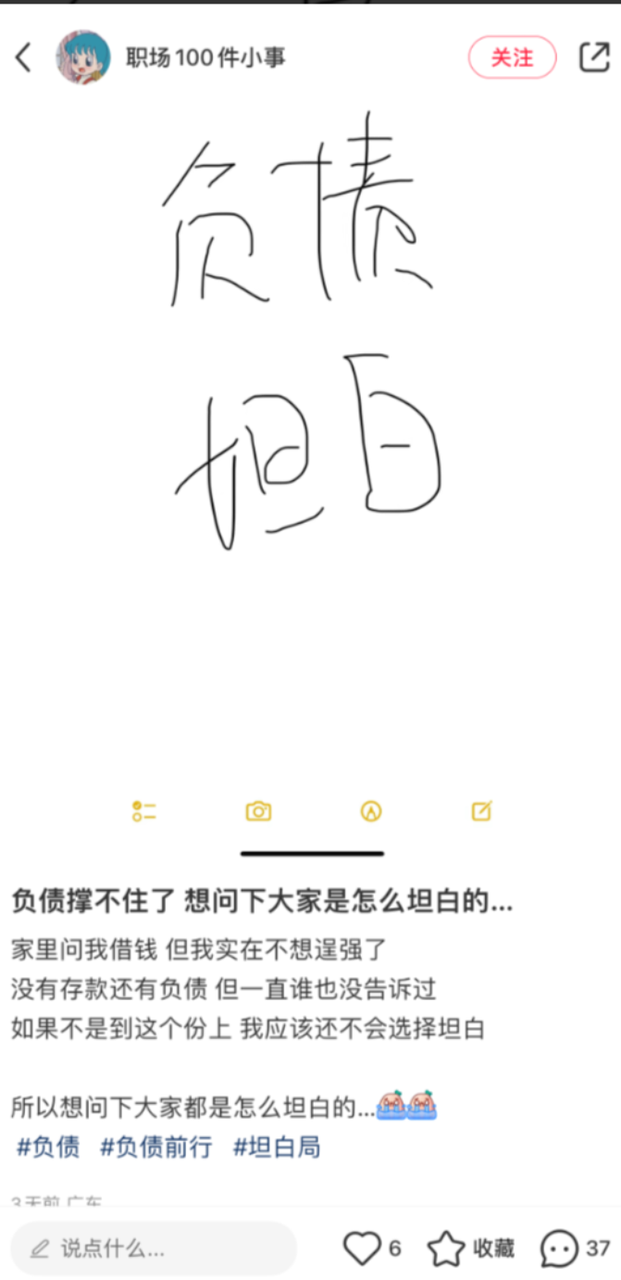 职场100件小事
关注
负债
坦白
负债撑不住了 想问下大家是怎么坦白的...
家里问我借钱 但我实在不想逞强了
没有存款还有负债 但一直谁也没告诉过
如果不是到这个份上 我应该还不会选择坦白
所以想问下大家都是怎么坦白的...
#负债 #负债前行 #坦白局
3天前 广东
说点什么...
6
收藏
37